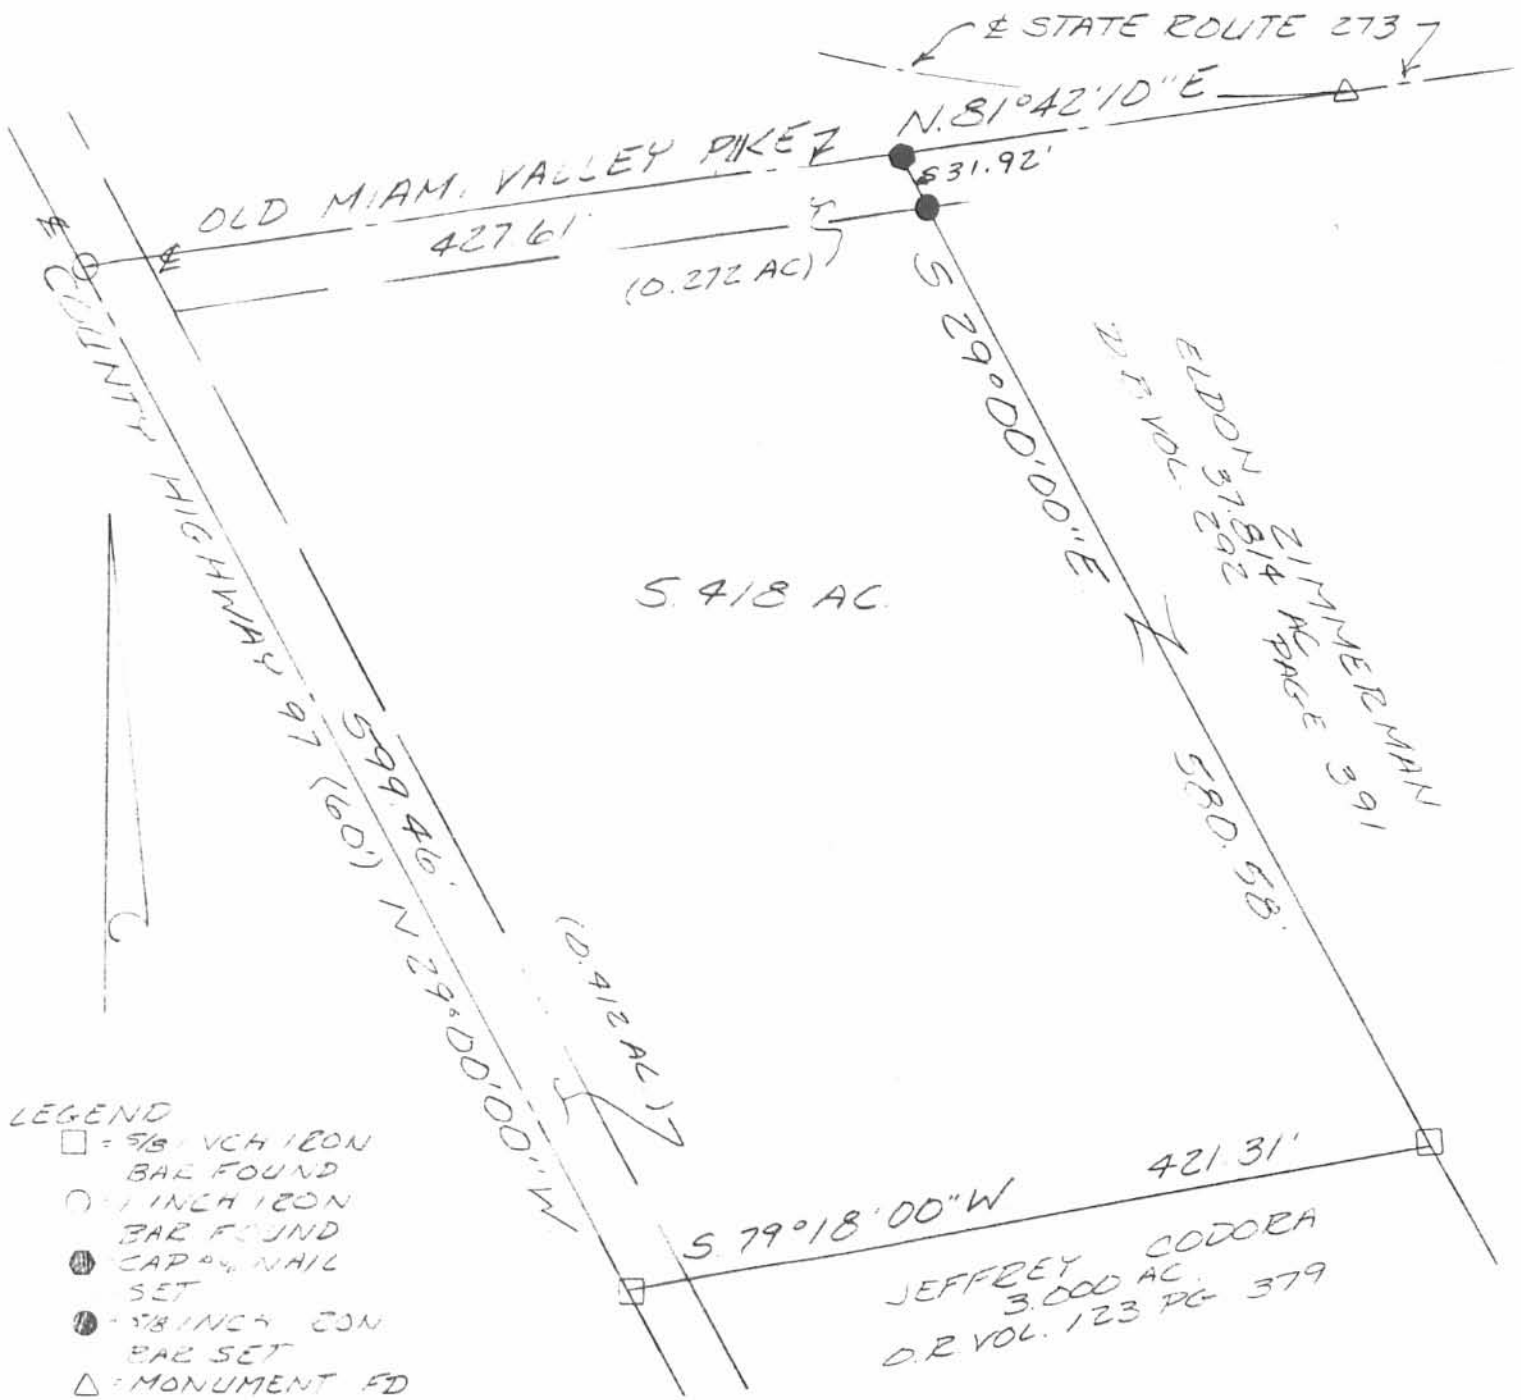 ℄ STATE ROUTE 273
N.81°42'10"E
OLD MIAM. VALLEY PIKE
31.92'
427.61'
(0.272 AC)
℄
℄
COUNTY HIGHWAY 97 (60') N 29°00'00"W
599.46'
(0.412 AC)
5.418 AC.
S 29°00'00"E
580.58'
ELDON ZIMMERMAN
37.814 AC
VOL. 292 PAGE 391
421.31'
S 79°18'00"W
JEFFREY CODORA
3.000 AC.
O.R. VOL. 123 PG 379
LEGEND
□ = 5/8 INCH IRON
BAR FOUND
○ = 1 INCH IRON
BAR FOUND
CAP NAIL
SET
5/8 INCH IRON
BAR SET
△ = MONUMENT FD